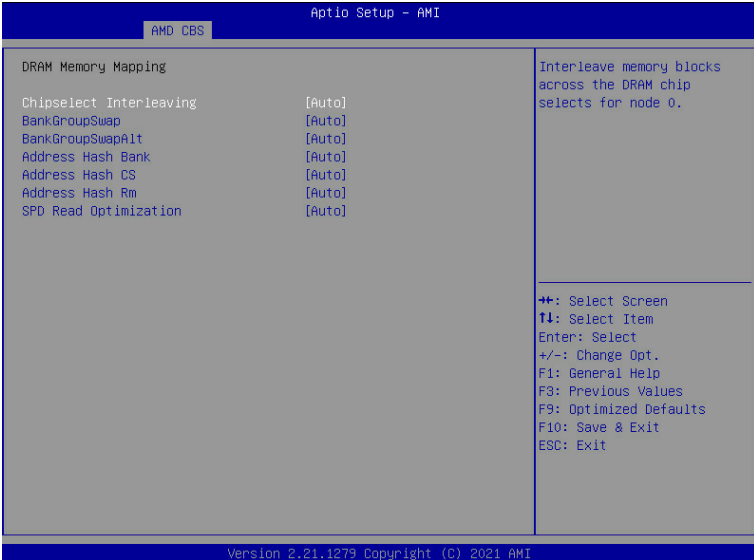 Aptio Setup – AMI
AMD CBS
DRAM Memory Mapping
Chipselect Interleaving [Auto]
BankGroupSwap [Auto]
BankGroupSwapAlt [Auto]
Address Hash Bank [Auto]
Address Hash CS [Auto]
Address Hash Rm [Auto]
SPD Read Optimization [Auto]
Interleave memory blocks
across the DRAM chip
selects for node 0.
→←: Select Screen
↑↓: Select Item
Enter: Select
+/-: Change Opt.
F1: General Help
F3: Previous Values
F9: Optimized Defaults
F10: Save & Exit
ESC: Exit
Version 2.21.1279 Copyright (C) 2021 AMI